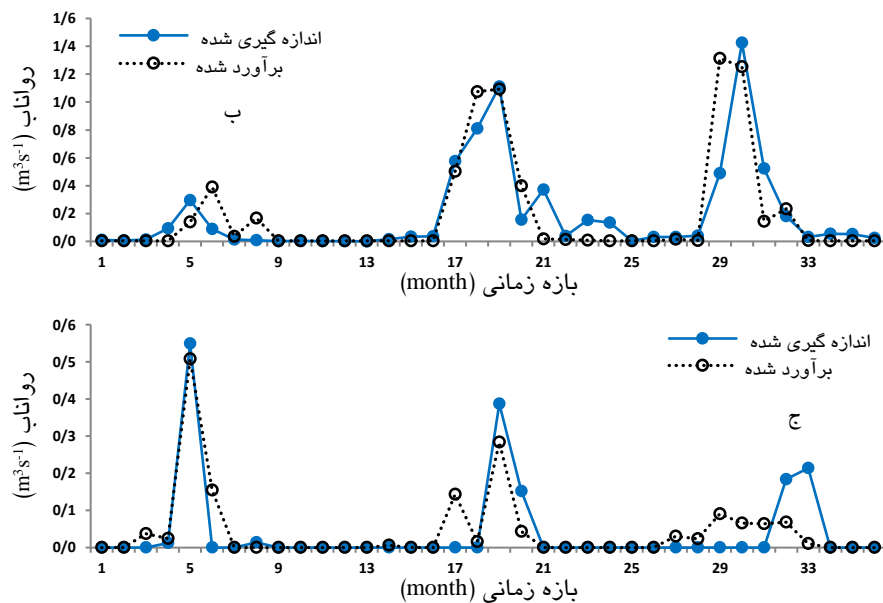 1/6
1/4
1/2
1/0
0/8
0/6
0/4
0/2
0/0
رواناب (m³s⁻¹)
اندازه گیری شده
برآورد شده
ب
1 5 9 13 17 21 25 29 33
بازه زمانی (month)
0/6
0/5
0/4
0/3
0/2
0/1
0/0
رواناب (m³s⁻¹)
اندازه گیری شده
برآورد شده
ج
1 5 9 13 17 21 25 29 33
بازه زمانی (month)